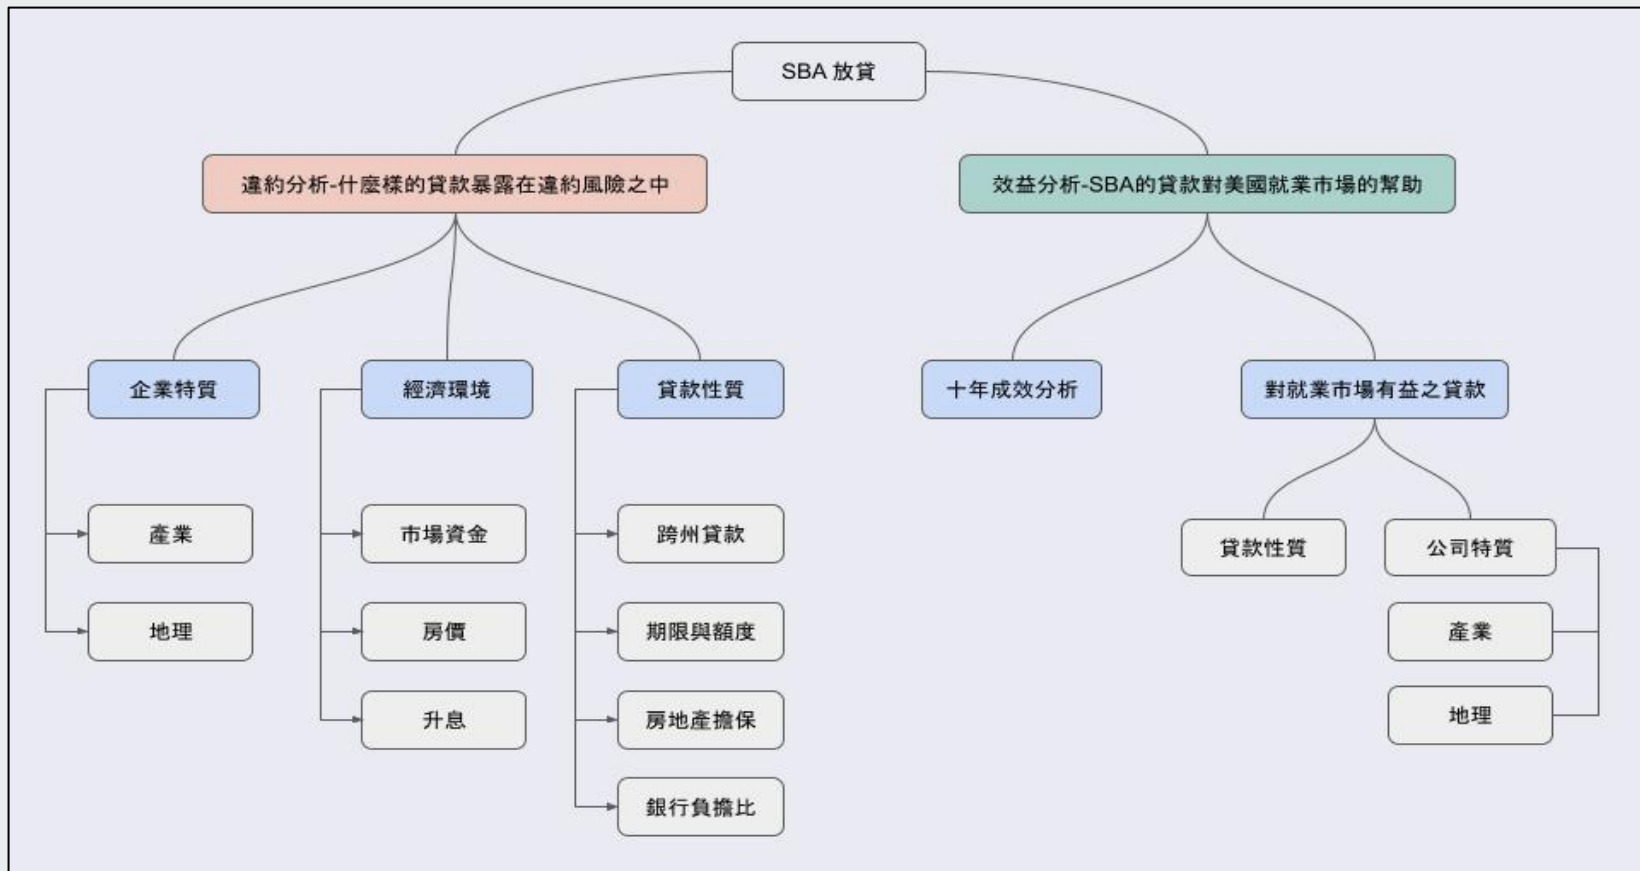 SBA 放貸
違約分析-什麼樣的貸款暴露在違約風險之中
效益分析-SBA的貸款對美國就業市場的幫助
企業特質
經濟環境
貸款性質
十年成效分析
對就業市場有益之貸款
產業
市場資金
跨州貸款
貸款性質
公司特質
地理
房價
期限與額度
產業
升息
房地產擔保
地理
銀行負擔比